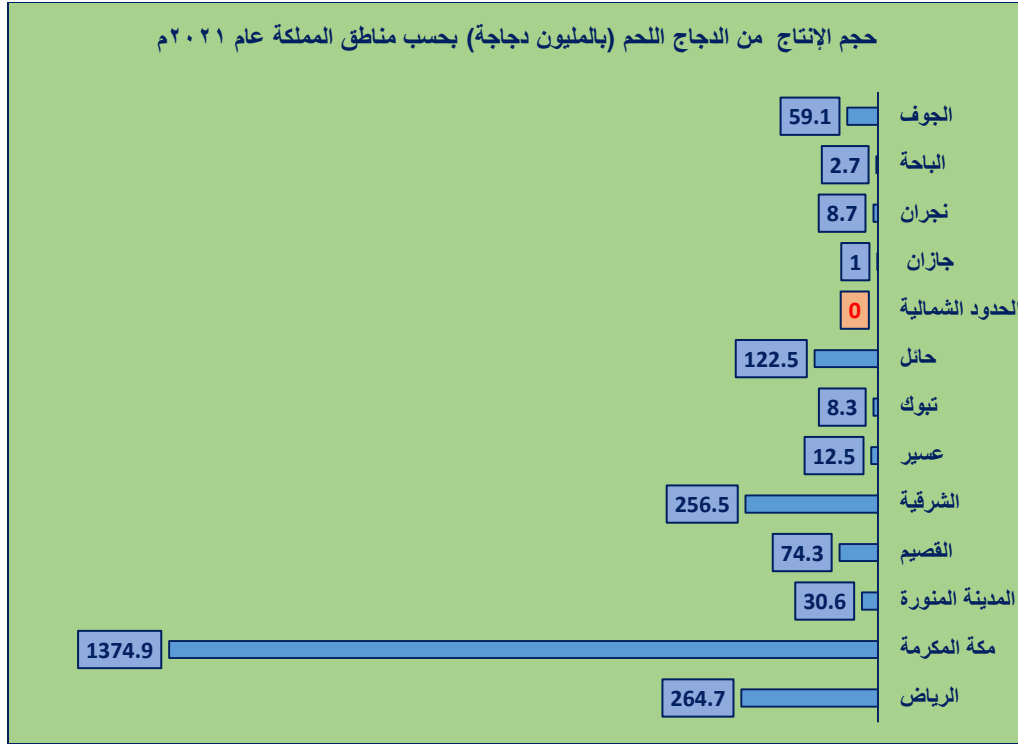 حجم الإنتاج من الدجاج اللحم (بالمليون دجاجة) بحسب مناطق المملكة عام ٢٠٢١م
الجوف 59.1
الباحة 2.7
نجران 8.7
جازان 1
الحدود الشمالية 0
حائل 122.5
تبوك 8.3
عسير 12.5
الشرقية 256.5
القصيم 74.3
المدينة المنورة 30.6
مكة المكرمة 1374.9
الرياض 264.7